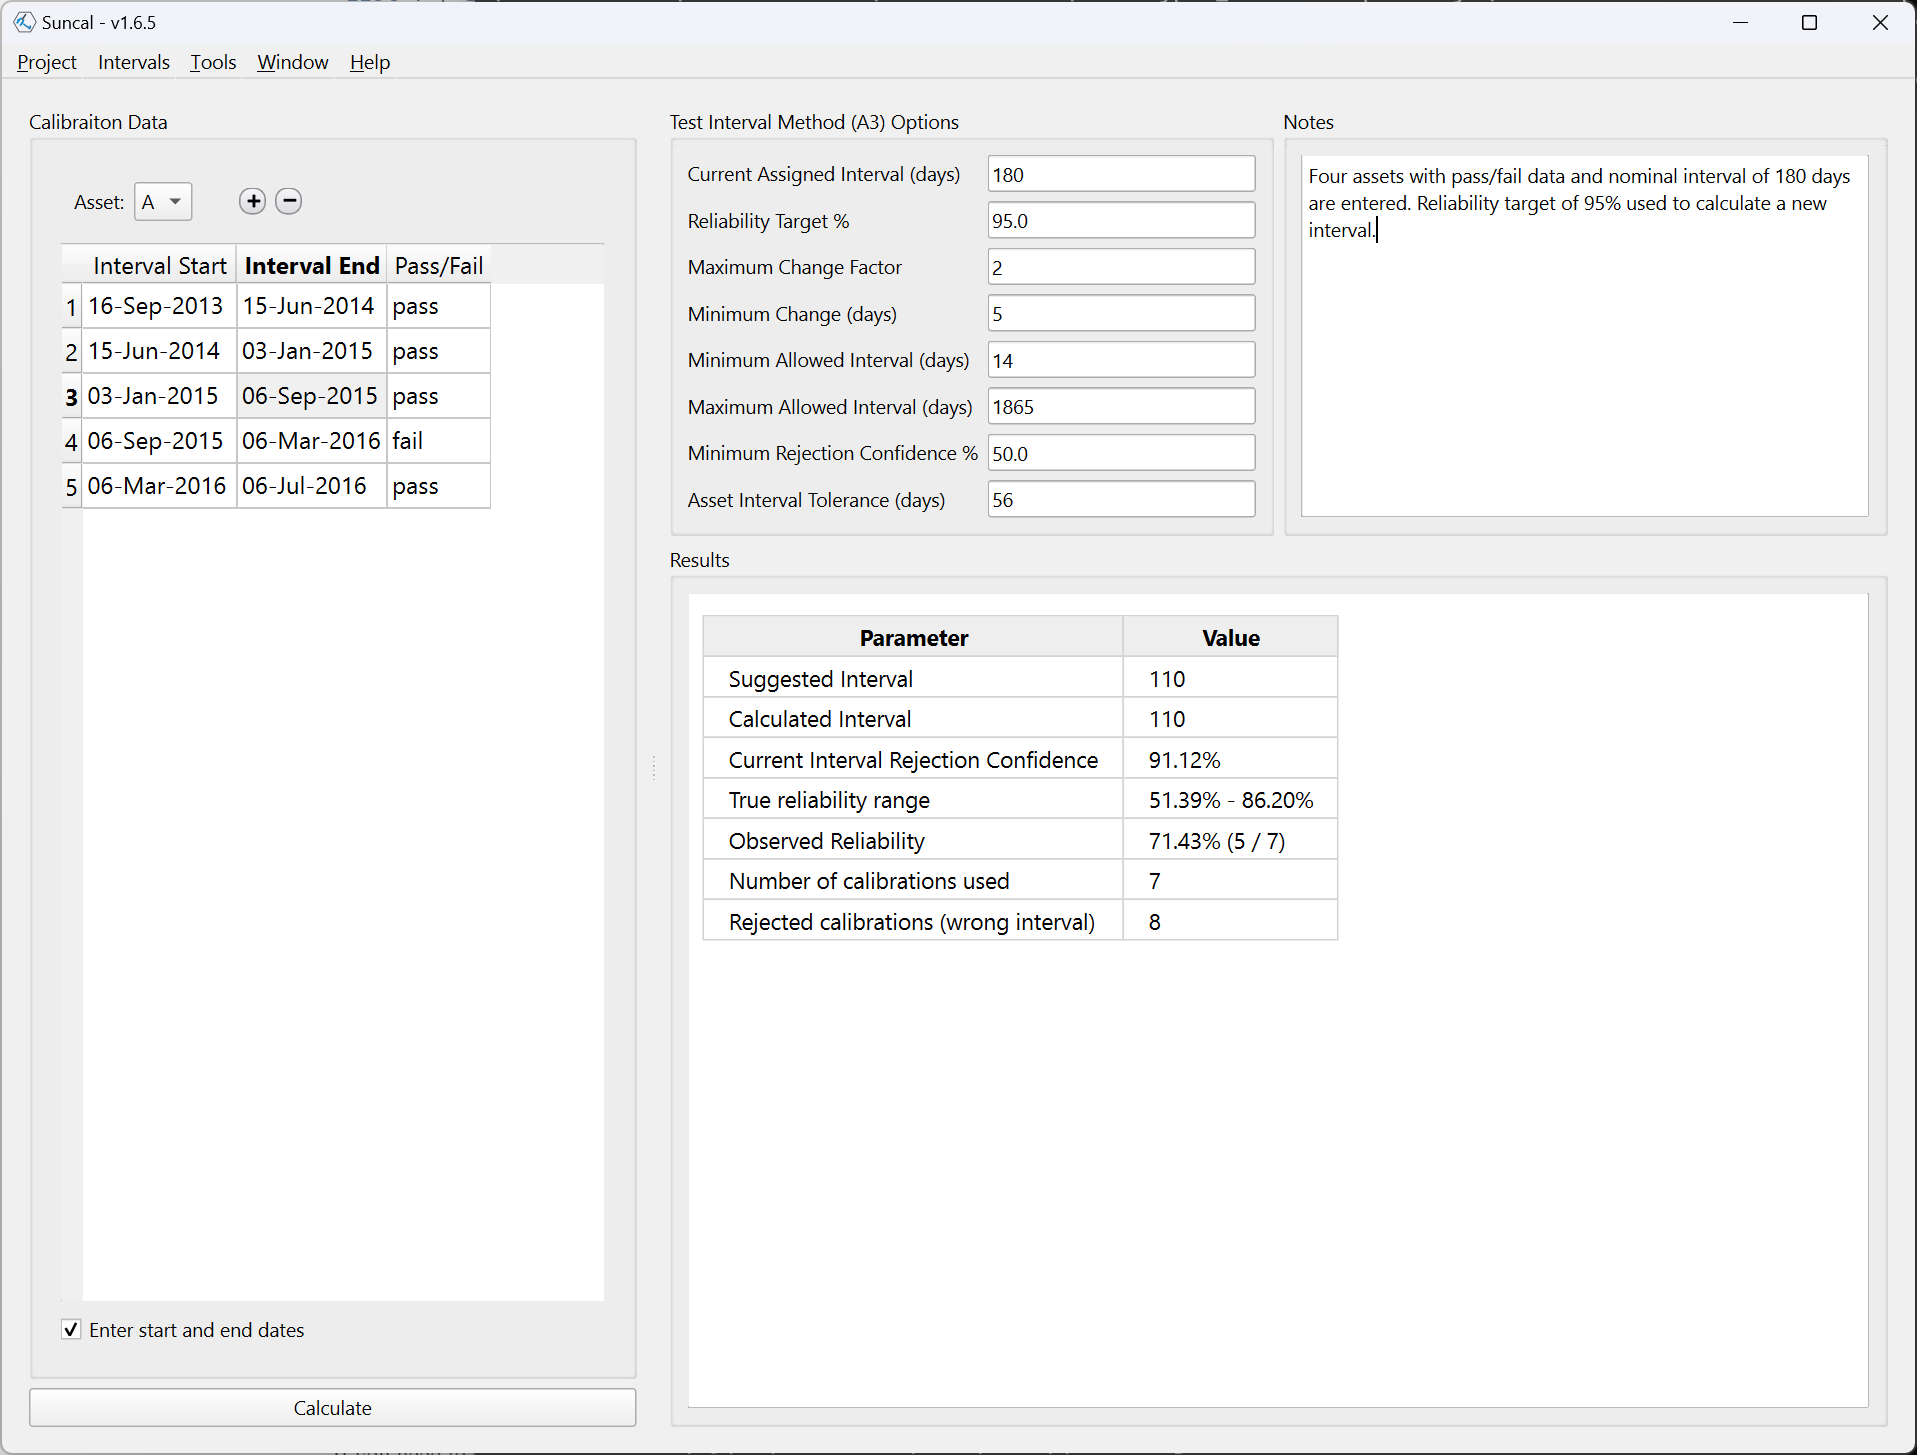 Suncal - v1.6.5
Project Intervals Tools Window Help
Calibraiton Data
Asset: A
Interval Start Interval End Pass/Fail
1 16-Sep-2013 15-Jun-2014 pass
2 15-Jun-2014 03-Jan-2015 pass
3 03-Jan-2015 06-Sep-2015 pass
4 06-Sep-2015 06-Mar-2016 fail
5 06-Mar-2016 06-Jul-2016 pass
Enter start and end dates
Calculate
Test Interval Method (A3) Options
Current Assigned Interval (days) 180
Reliability Target % 95.0
Maximum Change Factor 2
Minimum Change (days) 5
Minimum Allowed Interval (days) 14
Maximum Allowed Interval (days) 1865
Minimum Rejection Confidence % 50.0
Asset Interval Tolerance (days) 56
Notes
Four assets with pass/fail data and nominal interval of 180 days
are entered. Reliability target of 95% used to calculate a new
interval.
Results
Parameter Value
Suggested Interval 110
Calculated Interval 110
Current Interval Rejection Confidence 91.12%
True reliability range 51.39% - 86.20%
Observed Reliability 71.43% (5 / 7)
Number of calibrations used 7
Rejected calibrations (wrong interval) 8